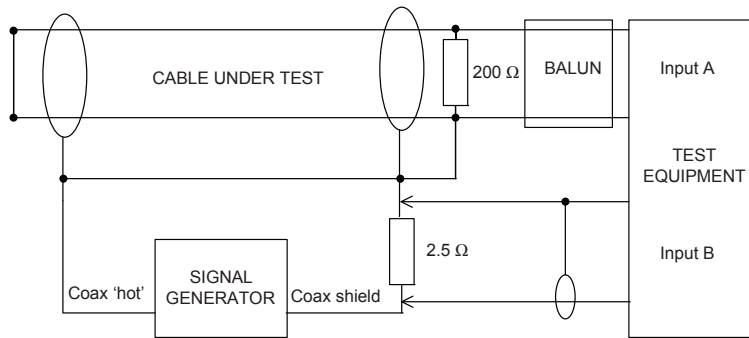 CABLE UNDER TEST
200 Ω
BALUN
Input A
TEST
EQUIPMENT
2.5 Ω
Input B
SIGNAL
GENERATOR
Coax ‘hot’
Coax shield